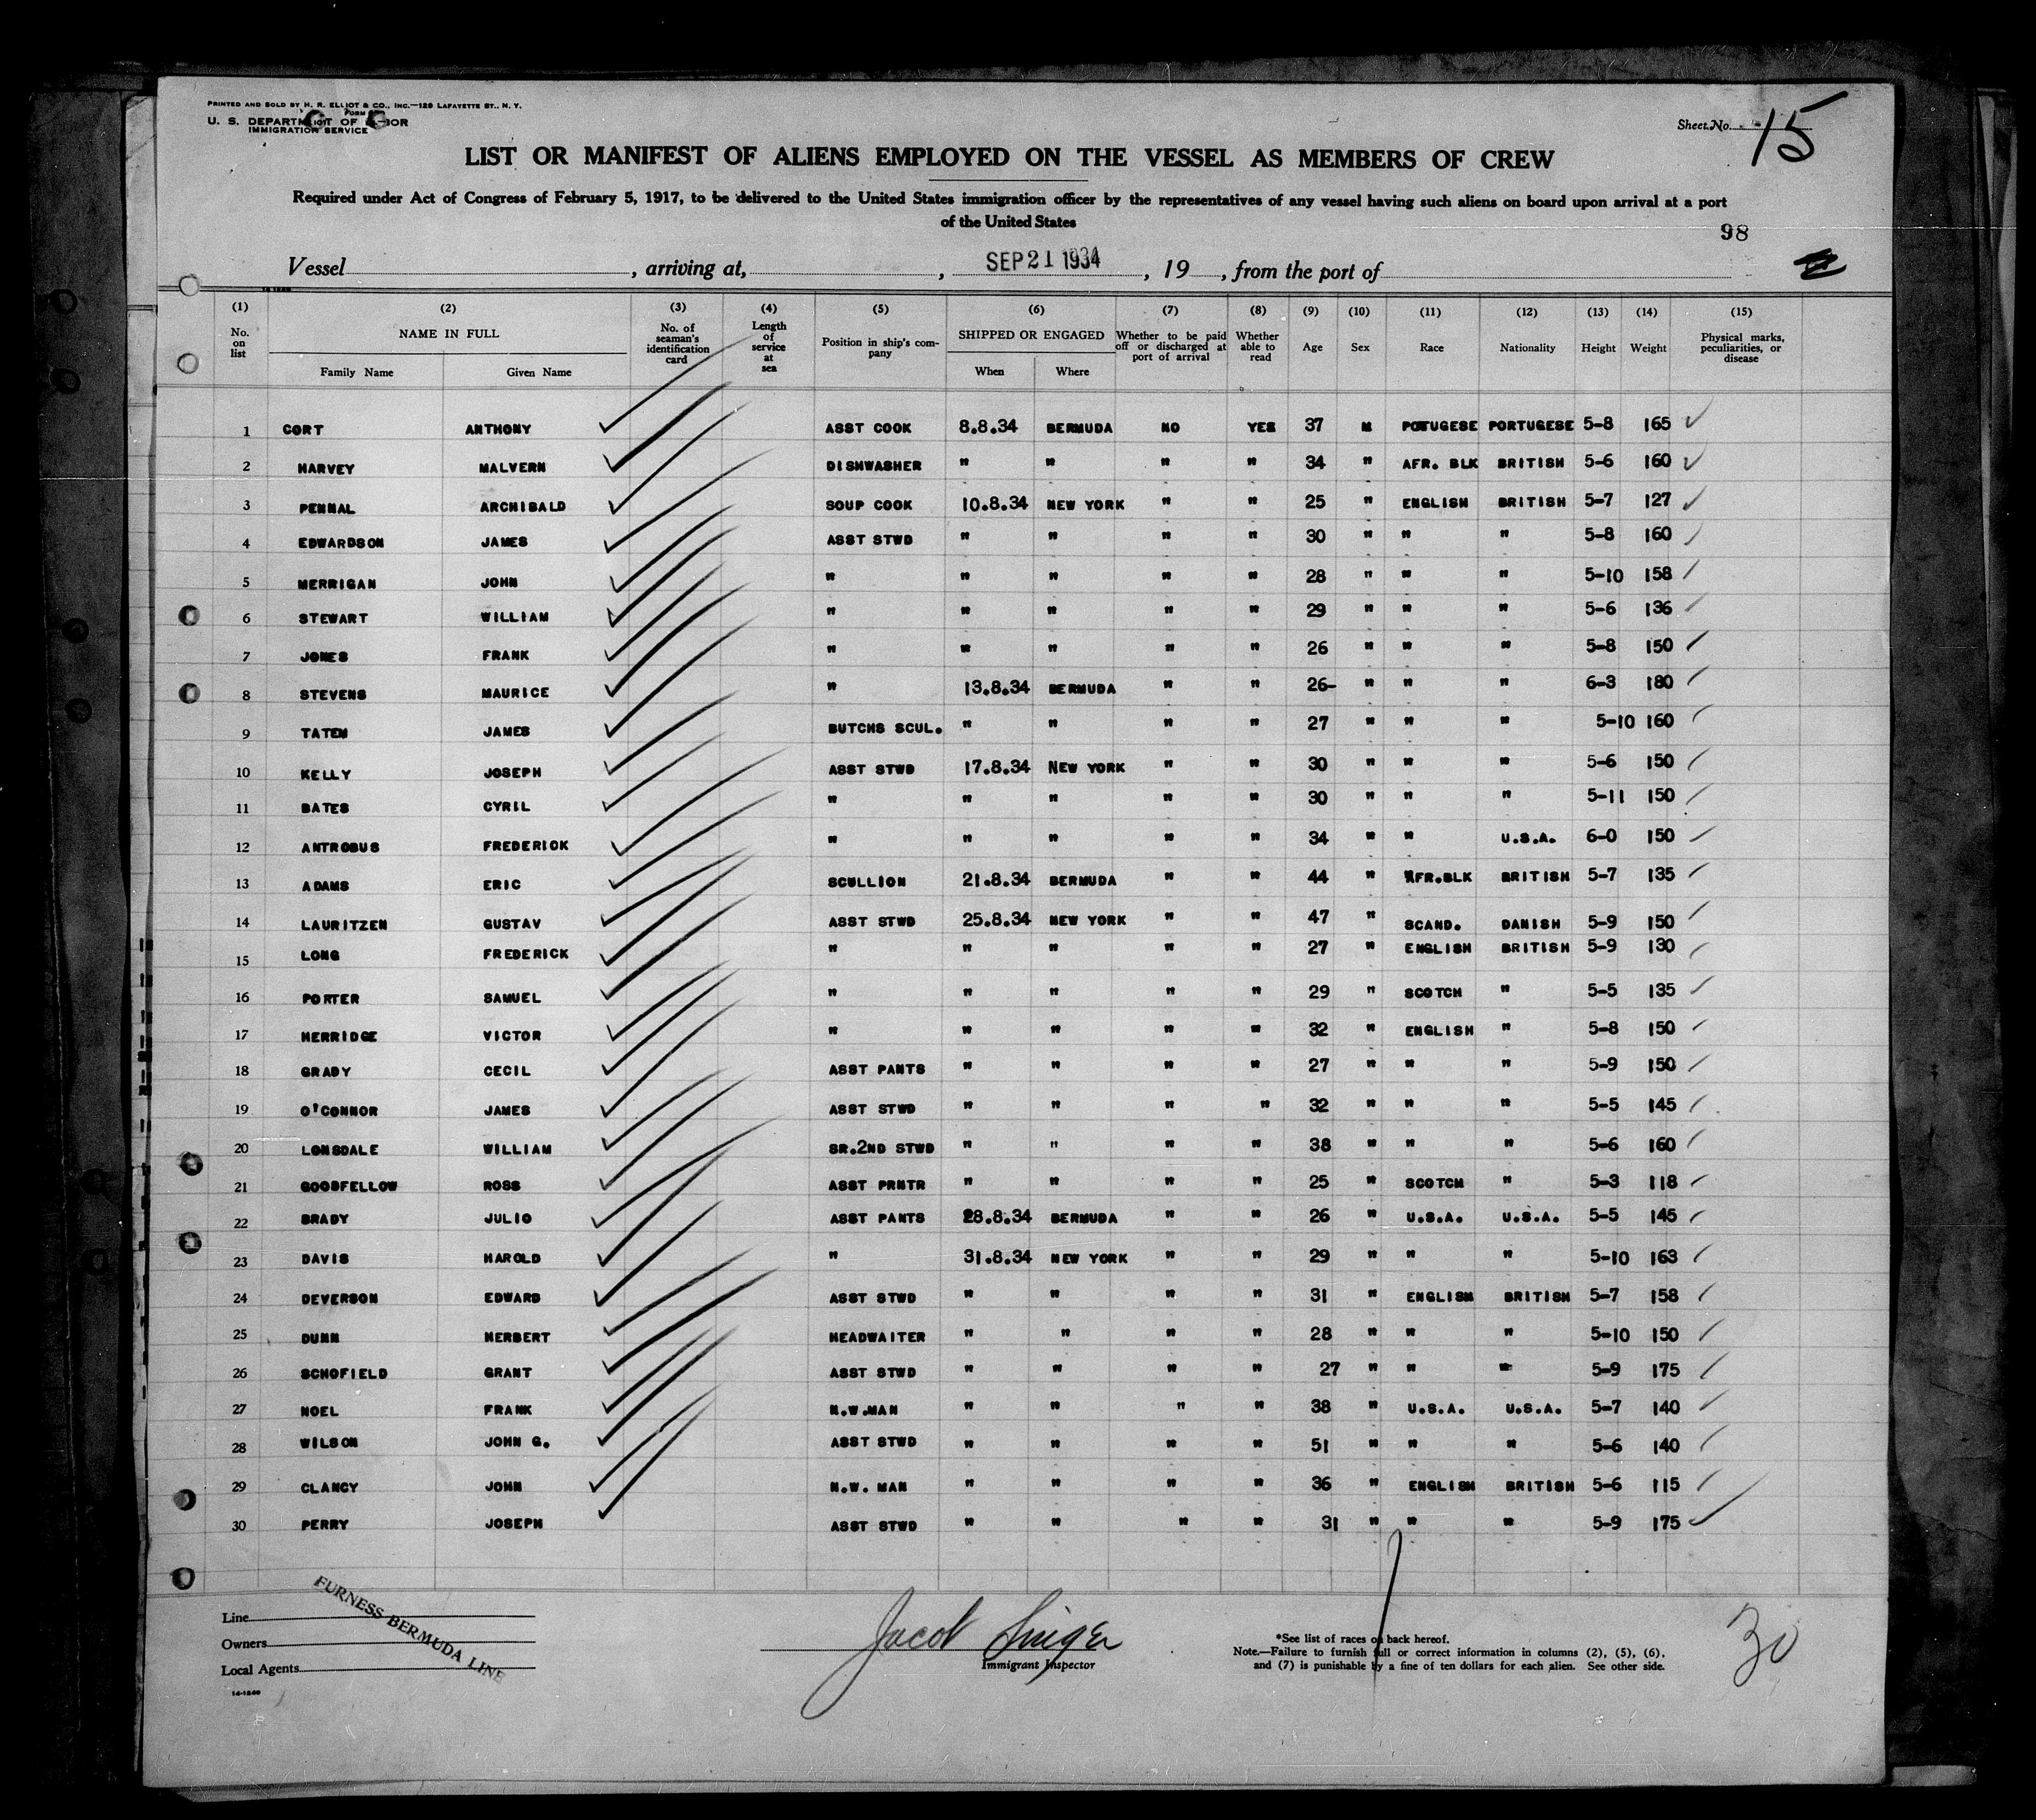 PRINTED AND SOLD BY H. R. ELLIOT & CO., INC.—129 LAFAYETTE ST., N. Y.
FORM
U. S. DEPARTMENT OF LABOR
IMMIGRATION SERVICE
Sheet No. 15
LIST OR MANIFEST OF ALIENS EMPLOYED ON THE VESSEL AS MEMBERS OF CREW
Required under Act of Congress of February 5, 1917, to be delivered to the United States immigration officer by the representatives of any vessel having such aliens on board upon arrival at a port
of the United States
98
Vessel , arriving at, , SEP 21 1934 , 19 , from the port of
(1) (2) (3) (4) (5) (6) (7) (8) (9) (10) (11) (12) (13) (14) (15)
No. on list NAME IN FULL Family Name Given Name No. of seaman's identification card Length of service at sea Position in ship's company SHIPPED OR ENGAGED When Where Whether to be paid off or discharged at port of arrival Whether able to read Age Sex Race Nationality Height Weight Physical marks, peculiarities, or disease
1 CORT ANTHONY ASST COOK 8.8.34 BERMUDA NO YES 37 M POTUGESE PORTUGESE 5-8 165
2 HARVEY MALVERN DISHWASHER " " " " 34 " AFR. BLK BRITISH 5-6 160
3 PENNAL ARCHIBALD SOUP COOK 10.8.34 NEW YORK " " 25 " ENGLISH BRITISH 5-7 127
4 EDWARDSON JAMES ASST STWD " " " " 30 " " " 5-8 160
5 MERRIGAN JOHN " " " " " 28 " " " 5-10 158
6 STEWART WILLIAM " " " " " 29 " " " 5-6 136
7 JONES FRANK " " " " " 26 " " " 5-8 150
8 STEVENS MAURICE " 13.8.34 BERMUDA " " 26- " " " 6-3 180
9 TATEM JAMES BUTCHS SCUL. " " " " 27 " " " 5-10 160
10 KELLY JOSEPH ASST STWD 17.8.34 NEW YORK " " 30 " " " 5-6 150
11 BATES CYRIL " " " " " 30 " " " 5-11 150
12 ANTROBUS FREDERICK " " " " " 34 " " U.S.A. 6-0 150
13 ADAMS ERIC SCULLION 21.8.34 BERMUDA " " 44 " AFR.BLK BRITISH 5-7 135
14 LAURITZEN GUSTAV ASST STWD 25.8.34 NEW YORK " " 47 " SCAND. DANISH 5-9 150
15 LONG FREDERICK " " " " " 27 " ENGLISH BRITISH 5-9 130
16 PORTER SAMUEL " " " " " 29 " SCOTCH " 5-5 135
17 HERRIDGE VICTOR " " " " " 32 " ENGLISH " 5-8 150
18 GRADY CECIL ASST PANTS " " " " 27 " " " 5-9 150
19 O'CONNOR JAMES ASST STWD " " " " 32 " " " 5-5 145
20 LONSDALE WILLIAM SR.2ND STWD " " " " 38 " " " 5-6 160
21 GOODFELLOW ROSS ASST PRNTR " " " " 25 " SCOTCH " 5-3 118
22 BRADY JULIO ASST PANTS 28.8.34 BERMUDA " " 26 " U.S.A. U.S.A. 5-5 145
23 DAVIS HAROLD " 31.8.34 NEW YORK " " 29 " " " 5-10 163
24 DEVERSON EDWARD ASST STWD " " " " 31 " ENGLISH BRITISH 5-7 158
25 DUNN HERBERT HEADWAITER " " " " 28 " " " 5-10 150
26 SCHOFIELD GRANT ASST STWD " " " " 27 " " " 5-9 175
27 NOEL FRANK N.W.MAN " " " " 38 " U.S.A. U.S.A. 5-7 140
28 WILSON JOHN G. ASST STWD " " " " 51 " " " 5-6 140
29 CLANCY JOHN N.W. MAN " " " " 36 " ENGLISH BRITISH 5-6 115
30 PERRY JOSEPH ASST STWD " " " " 31 " " " 5-9 175
Line
Owners
Local Agents
FURNESS BERMUDA LINE
14-1240
Jacob Singer
Immigrant Inspector
*See list of races on back hereof.
Note.—Failure to furnish full or correct information in columns (2), (5), (6),
and (7) is punishable by a fine of ten dollars for each alien. See other side.
30